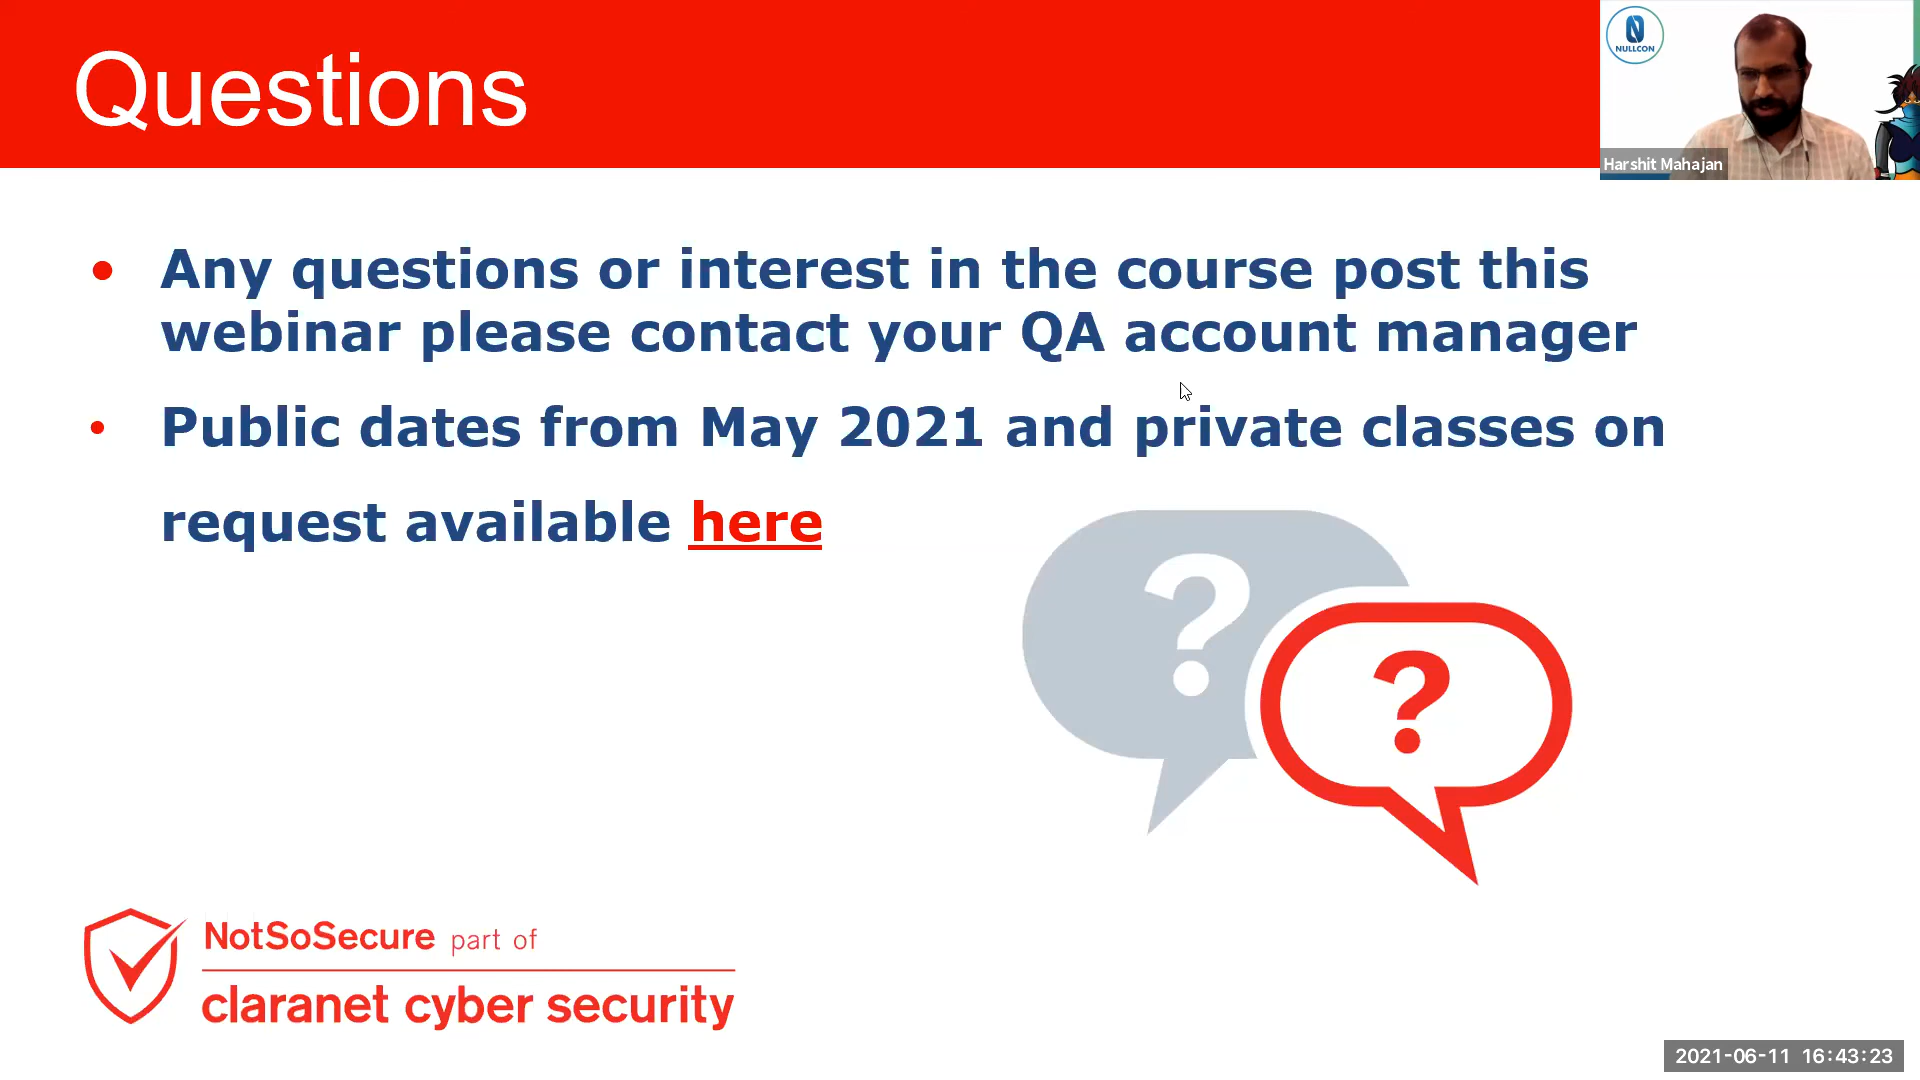 Questions
NULLCON
Harshit Mahajan
• Any questions or interest in the course post this
webinar please contact your QA account manager
• Public dates from May 2021 and private classes on
request available here
?
?
NotSoSecure part of
claranet cyber security
2021-06-11 16:43:23